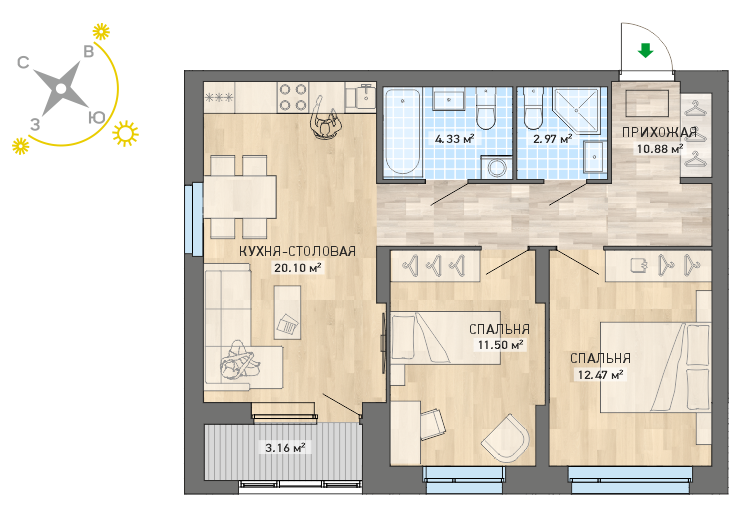 В
С
З
Ю
4.33 м²
2.97 м²
ПРИХОЖАЯ
10.88 м²
КУХНЯ-СТОЛОВАЯ
20.10 м²
СПАЛЬНЯ
11.50 м²
СПАЛЬНЯ
12.47 м²
3.16 м²